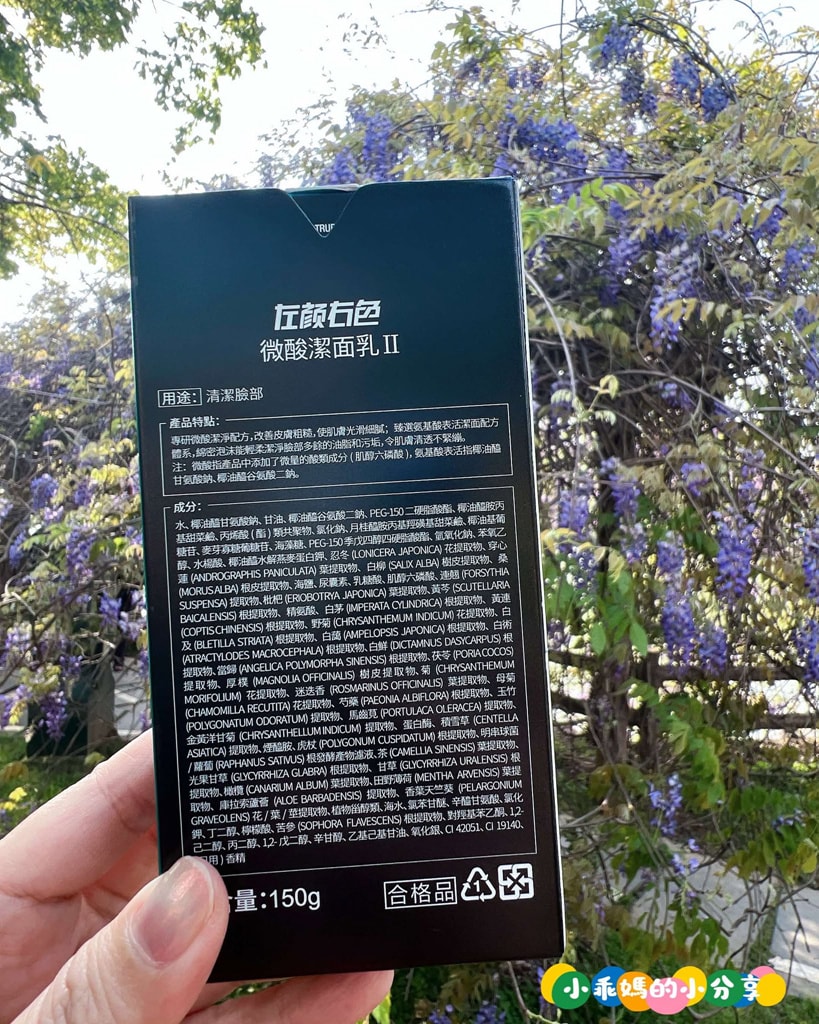 TRUE
左颜右色
微酸潔面乳 II
用途: 清潔臉部
產品特點:
專研微酸潔淨配方,改善皮膚粗糙,使肌膚光滑細膩; 臻選氨基酸表活潔面配方
體系,綿密泡沫能輕柔潔淨臉部多餘的油脂和污垢,令肌膚清透不緊繃。
注: 微酸指產品中添加了微量的酸類成分 ( 肌醇六磷酸 ), 氨基酸表活指椰油醯
甘氨酸鈉、椰油醯谷氨酸二鈉。
成分:
水、椰油醯甘氨酸鈉、甘油、椰油醯谷氨酸二鈉、PEG-150 二硬脂酸酯、椰油醯胺丙
基甜菜鹼、丙烯酸 ( 酯 ) 類共聚物、氯化鈉、月桂醯胺丙基羥磺基甜菜鹼、椰油基葡
糖苷、麥芽寡糖葡糖苷、海藻糖、PEG-150 季戊四醇四硬脂酸酯、氫氧化鈉、苯氧乙
醇、水楊酸、椰油醯水解燕麥蛋白鉀、忍冬 (LONICERA JAPONICA) 花提取物、穿心
蓮 (ANDROGRAPHIS PANICULATA) 葉提取物、 白柳 (SALIX ALBA) 樹皮提取物、桑
(MORUS ALBA) 根皮提取物、海鹽、尿囊素、乳糖酸、肌醇六磷酸、連翹 (FORSYTHIA
SUSPENSA) 提取物、枇杷 (ERIOBOTRYA JAPONICA) 葉提取物、黃芩 (SCUTELLARIA
BAICALENSIS) 根提取物、 精氨酸、 白茅 (IMPERATA CYLINDRICA) 根提取物、 黃連
(COPTIS CHINENSIS) 根提取物、野菊 (CHRYSANTHEMUM INDICUM) 花提取物、白
及 (BLETILLA STRIATA) 根提取物、白蘞 (AMPELOPSIS JAPONICA) 根提取物、白術
(ATRACTYLODES MACROCEPHALA) 根提取物、白鮮 (DICTAMNUS DASYCARPUS) 根
提取物、當歸 (ANGELICA POLYMORPHA SINENSIS) 根提取物、茯苓 (PORIA COCOS)
提取物、厚樸 (MAGNOLIA OFFICINALIS) 樹皮提取物、菊 (CHRYSANTHEMUM
MORIFOLIUM) 花提取物、 迷迭香 (ROSMARINUS OFFICINALIS) 葉提取物、 母菊
(CHAMOMILLA RECUTITA) 花提取物、 芍藥 (PAEONIA ALBIFLORA) 根提取物、玉竹
(POLYGONATUM ODORATUM) 提取物、 馬齒莧 (PORTULACA OLERACEA) 提取物、
金黃洋甘菊 (CHRYSANTHELLUM INDICUM) 提取物、 蛋白酶、 積雪草 (CENTELLA
ASIATICA) 提取物、煙醯胺、虎杖 (POLYGONUM CUSPIDATUM) 根提取物、明串球菌
/ 蘿蔔 (RAPHANUS SATIVUS) 根發酵產物濾液、茶 (CAMELLIA SINENSIS) 葉提取物、
光果甘草 (GLYCYRRHIZA GLABRA) 根提取物、甘草 (GLYCYRRHIZA URALENSIS) 根
提取物、橄欖 (CANARIUM ALBUM) 葉提取物、田野薄荷 (MENTHA ARVENSIS) 葉提
取物、 庫拉索蘆薈 (ALOE BARBADENSIS) 提取物、 香葉天竺葵 (PELARGONIUM
GRAVEOLENS) 花 / 葉 / 莖提取物、植物甾醇類、海水、氯苯甘醚、辛醯甘氨酸、氯化
鉀、丁二醇、檸檬酸、苦參 (SOPHORA FLAVESCENS) 根提取物、對羥基苯乙酮、1,2-
己二醇、丙二醇、1,2- 戊二醇、辛甘醇、乙基己基甘油、氧化銀、CI 42051、CI 19140、
日用 ) 香精
含量: 150g
合格品
小乖媽的小分享